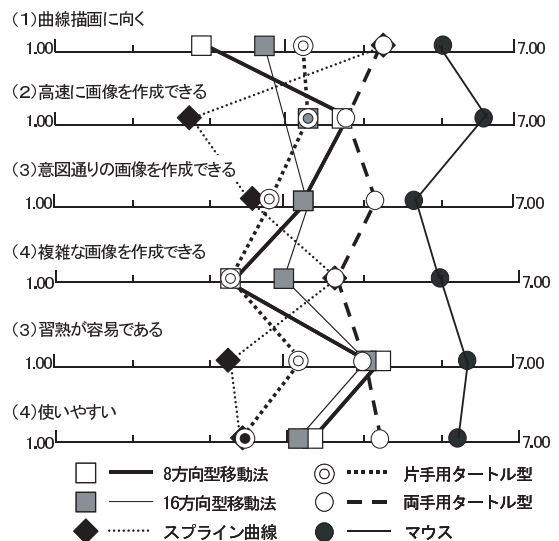 (1)曲線描画に向く
1.00 7.00
(2)高速に画像を作成できる
1.00 7.00
(3)意図通りの画像を作成できる
1.00 7.00
(4)複雑な画像を作成できる
1.00 7.00
(3)習熟が容易である
1.00 7.00
(4)使いやすい
1.00 7.00
8方向型移動法 片手用タートル型
16方向型移動法 両手用タートル型
スプライン曲線 マウス